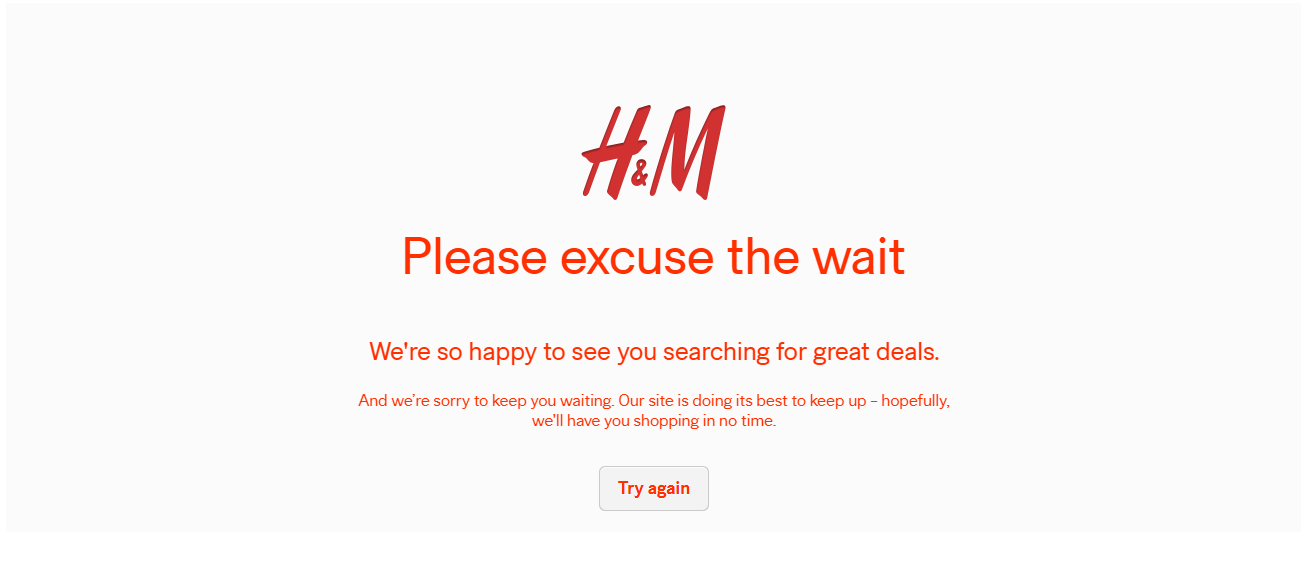 H&M
Please excuse the wait
We're so happy to see you searching for great deals.
And we’re sorry to keep you waiting. Our site is doing its best to keep up – hopefully,
we'll have you shopping in no time.
Try again